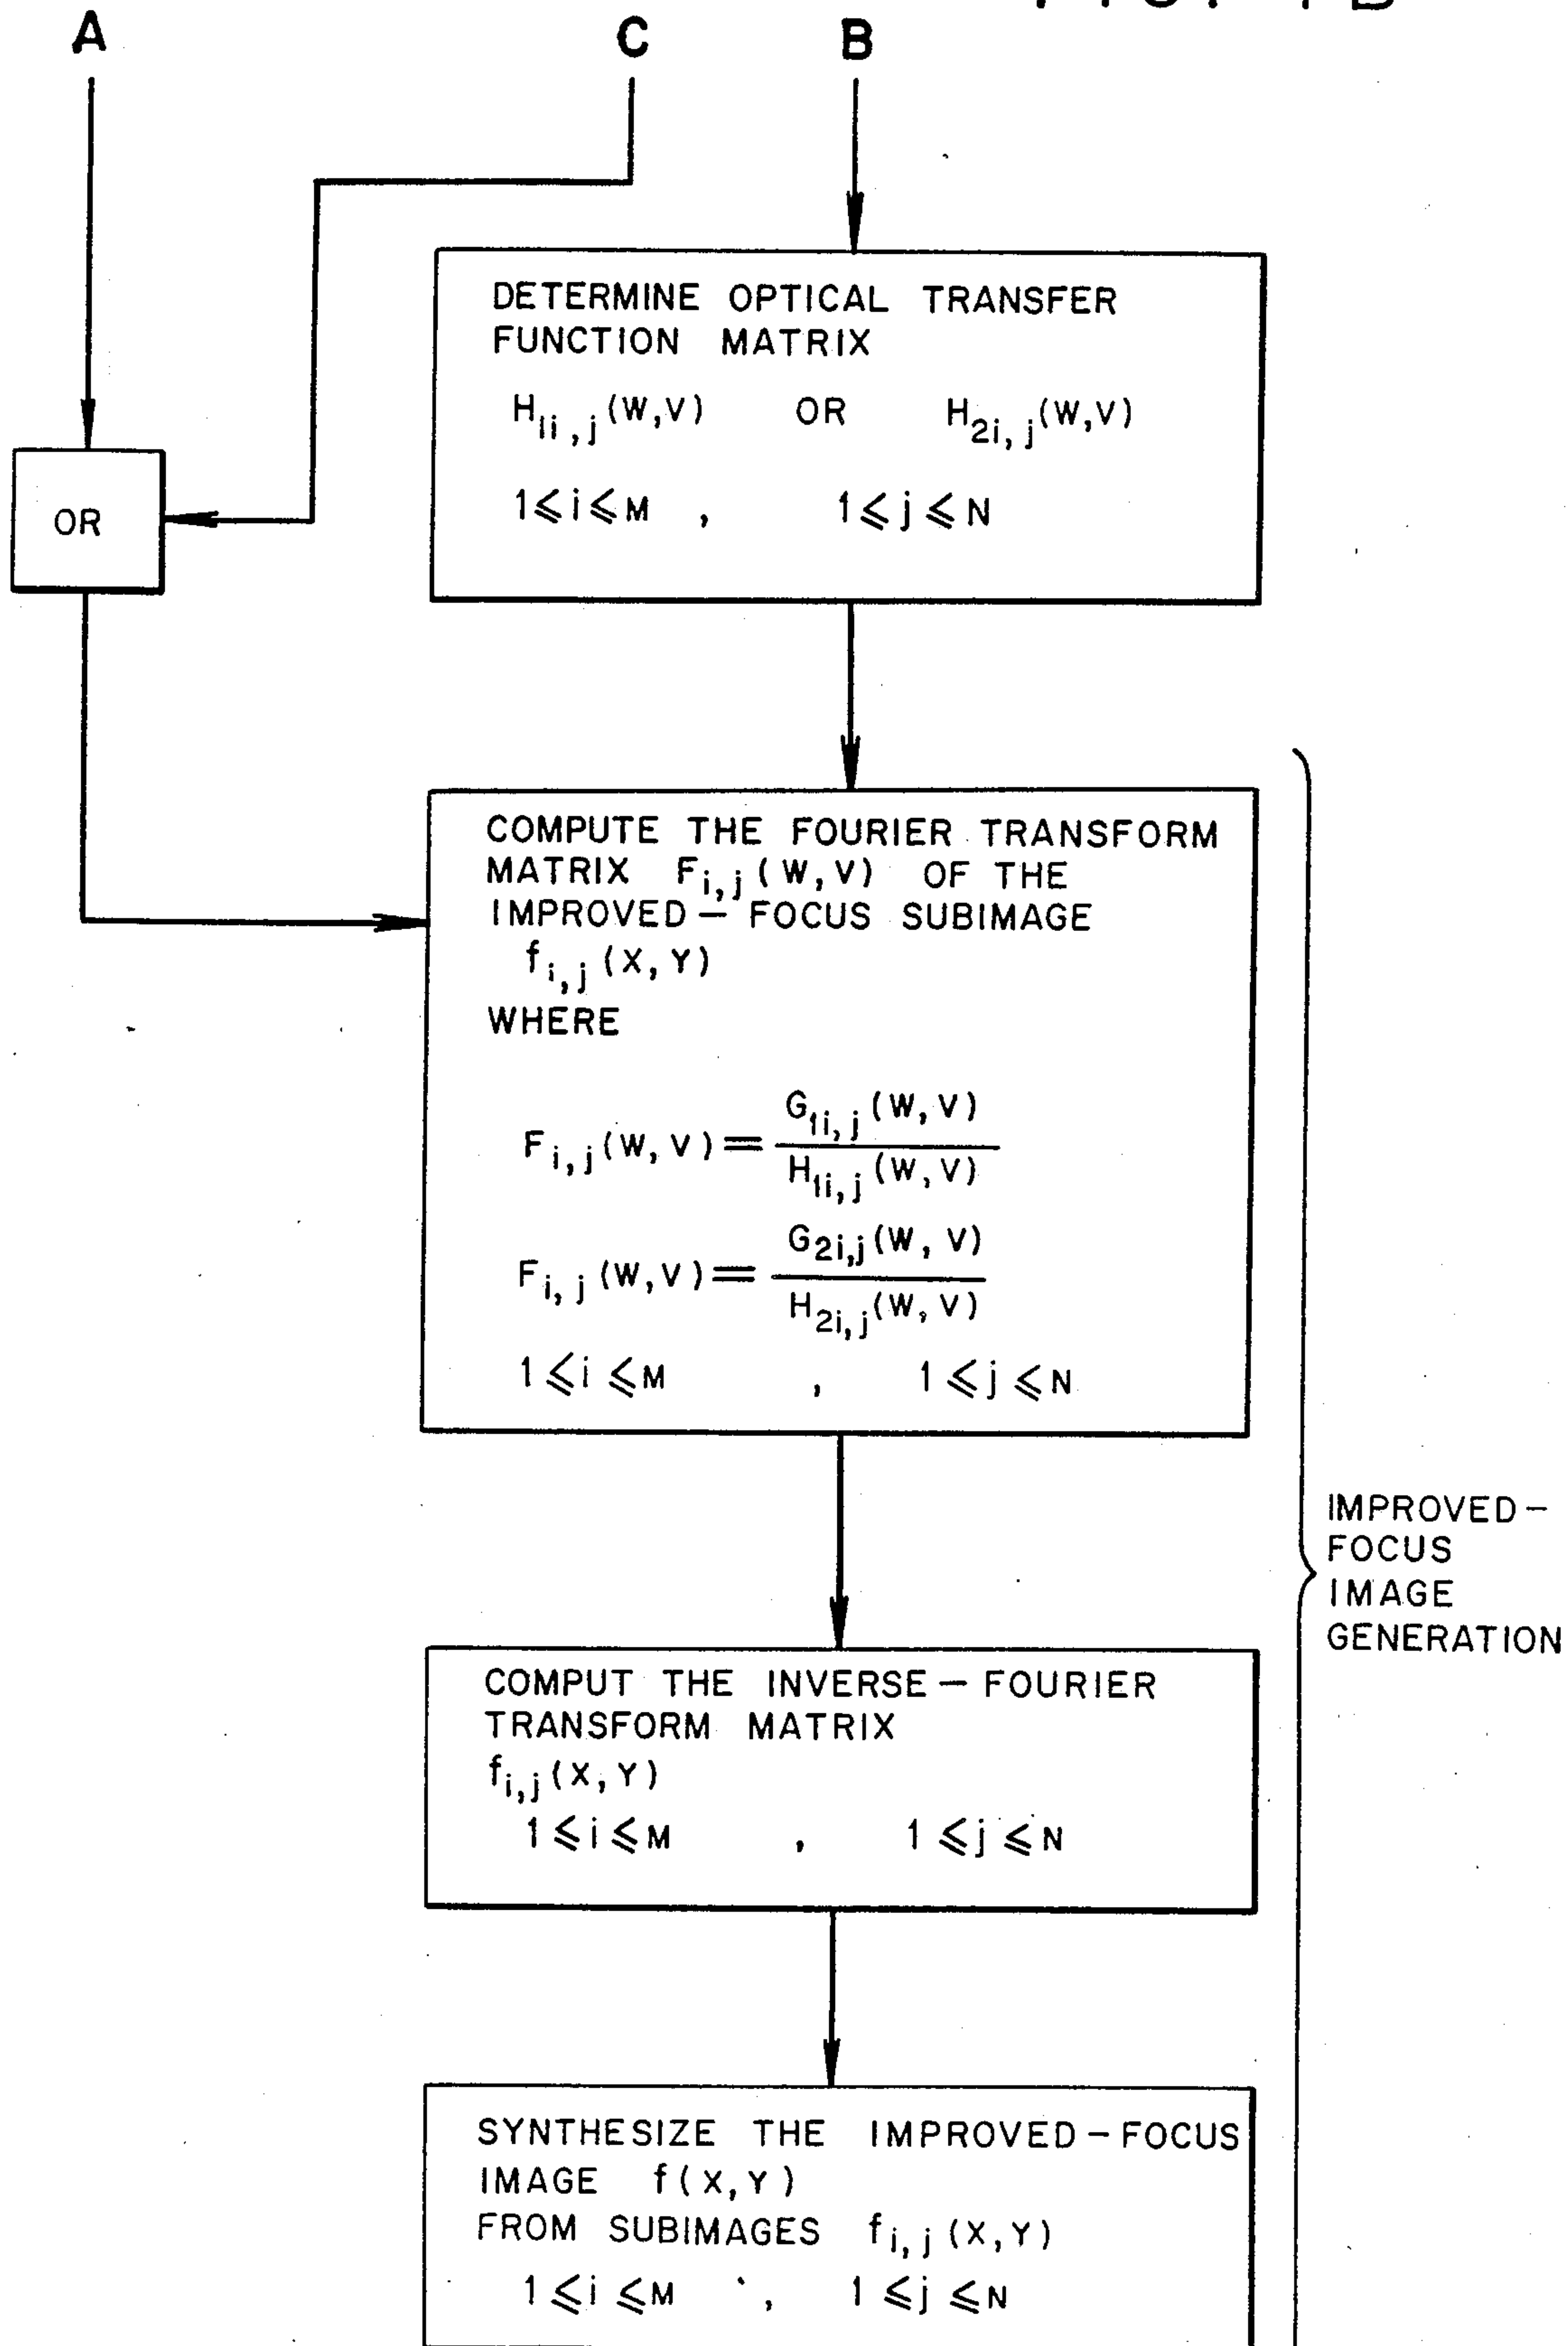 A C B
DETERMINE OPTICAL TRANSFER
FUNCTION MATRIX
H1i,j(W,V) OR H2i,j(W,V)
1≤i≤M , 1≤j≤N
OR
COMPUTE THE FOURIER TRANSFORM
MATRIX Fi,j(W,V) OF THE
IMPROVED-FOCUS SUBIMAGE
fi,j(X,Y)
WHERE
Fi,j(W,V) = G1i,j(W,V) / H1i,j(W,V)
Fi,j(W,V) = G2i,j(W,V) / H2i,j(W,V)
1≤i≤M , 1≤j≤N
IMPROVED-
FOCUS
IMAGE
GENERATION
COMPUT THE INVERSE-FOURIER
TRANSFORM MATRIX
fi,j(X,Y)
1≤i≤M , 1≤j≤N
SYNTHESIZE THE IMPROVED-FOCUS
IMAGE f(X,Y)
FROM SUBIMAGES fi,j(X,Y)
1≤i≤M , 1≤j≤N